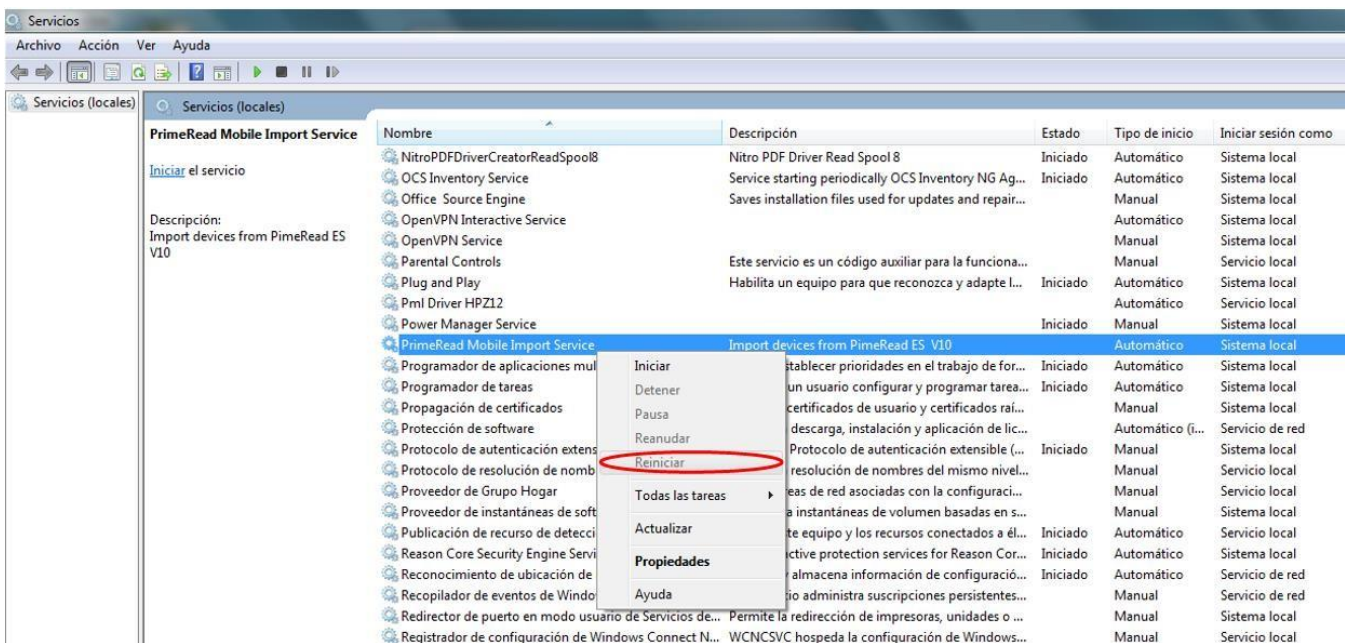 Servicios
Archivo Acción Ver Ayuda
Servicios (locales)
Servicios (locales)
PrimeRead Mobile Import Service
Iniciar el servicio
Descripción:
Import devices from PimeRead ES
V10
Nombre Descripción Estado Tipo de inicio Iniciar sesión como
NitroPDFDriverCreatorReadSpool8 Nitro PDF Driver Read Spool 8 Iniciado Automático Sistema local
OCS Inventory Service Service starting periodically OCS Inventory NG Ag... Iniciado Automático Sistema local
Office Source Engine Saves installation files used for updates and repair... Manual Sistema local
OpenVPN Interactive Service Automático Sistema local
OpenVPN Service Manual Sistema local
Parental Controls Este servicio es un código auxiliar para la funciona... Manual Servicio local
Plug and Play Habilita un equipo para que reconozca y adapte l... Iniciado Automático Sistema local
Pml Driver HPZ12 Automático Servicio local
Power Manager Service Iniciado Manual Sistema local
PrimeRead Mobile Import Service Import devices from PimeRead ES V10 Automático Sistema local
Programador de aplicaciones mul stablecer prioridades en el trabajo de for... Iniciado Automático Sistema local
Programador de tareas un usuario configurar y programar tarea... Iniciado Automático Sistema local
Propagación de certificados certificados de usuario y certificados raí... Manual Sistema local
Protección de software descarga, instalación y aplicación de lic... Automático (i... Servicio de red
Protocolo de autenticación extens Protocolo de autenticación extensible (... Iniciado Manual Sistema local
Protocolo de resolución de nomb resolución de nombres del mismo nivel... Manual Servicio local
Proveedor de Grupo Hogar eas de red asociadas con la configuraci... Manual Servicio local
Proveedor de instantáneas de soft a instantáneas de volumen basadas en s... Manual Sistema local
Publicación de recurso de detecci te equipo y los recursos conectados a él... Iniciado Automático Servicio local
Reason Core Security Engine Servi ctive protection services for Reason Cor... Iniciado Automático Sistema local
Reconocimiento de ubicación de almacena información de configuració... Iniciado Automático Servicio de red
Recopilador de eventos de Windo io administra suscripciones persistentes... Manual Servicio de red
Redirector de puerto en modo usuario de Servicios de... Permite la redirección de impresoras, unidades o ... Manual Sistema local
Registrador de configuración de Windows Connect N... WCNCSVC hospeda la configuración de Windows... Manual Servicio local
Iniciar
Detener
Pausa
Reanudar
Reiniciar
Todas las tareas
Actualizar
Propiedades
Ayuda